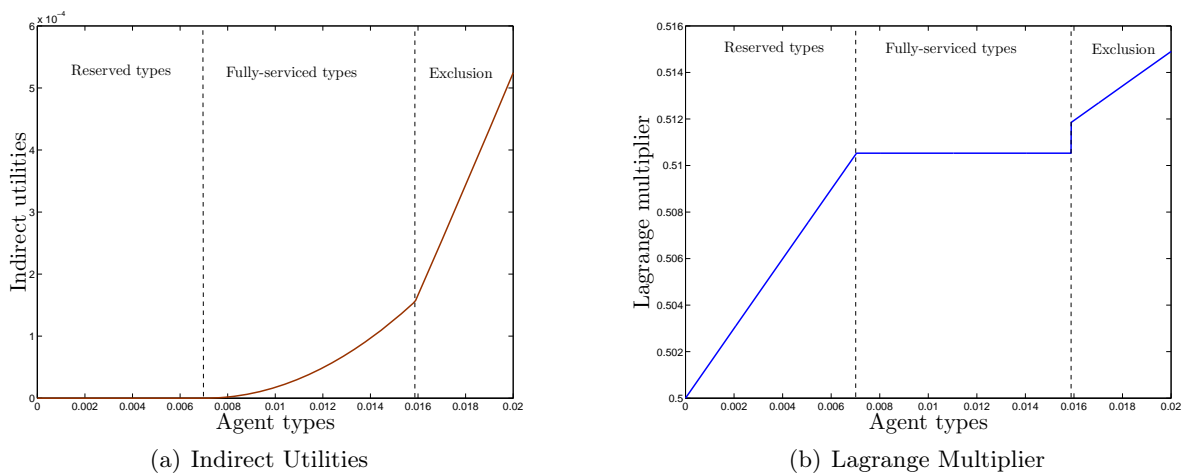 6 × 10⁻⁴
Reserved types
Fully-serviced types
Exclusion
5
4
3
2
1
0
Indirect utilities
0 0.002 0.004 0.006 0.008 0.01 0.012 0.014 0.016 0.018 0.02
Agent types
(a) Indirect Utilities
0.516
Reserved types
Fully-serviced types
Exclusion
0.514
0.512
0.51
0.508
0.506
0.504
0.502
0.5
Lagrange multiplier
0 0.002 0.004 0.006 0.008 0.01 0.012 0.014 0.016 0.018 0.02
Agent types
(b) Lagrange Multiplier